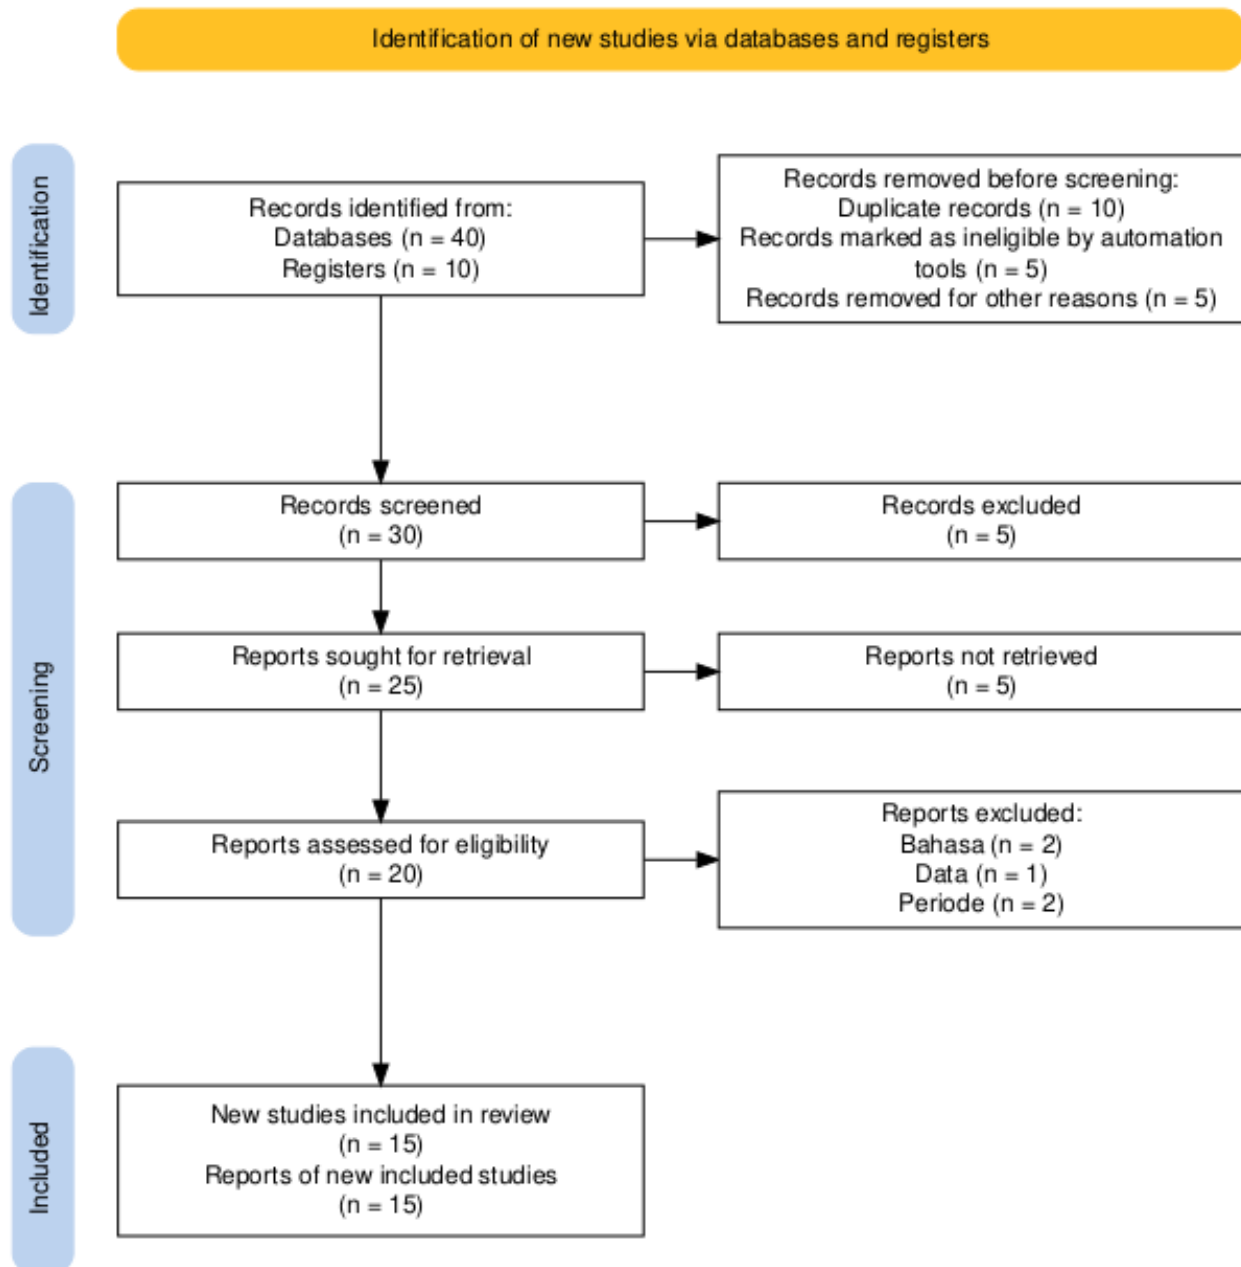 Identification of new studies via databases and registers
Identification
Records identified from:
Databases (n = 40)
Registers (n = 10)
Records removed before screening:
Duplicate records (n = 10)
Records marked as ineligible by automation
tools (n = 5)
Records removed for other reasons (n = 5)
Screening
Records screened
(n = 30)
Records excluded
(n = 5)
Reports sought for retrieval
(n = 25)
Reports not retrieved
(n = 5)
Reports assessed for eligibility
(n = 20)
Reports excluded:
Bahasa (n = 2)
Data (n = 1)
Periode (n = 2)
Included
New studies included in review
(n = 15)
Reports of new included studies
(n = 15)